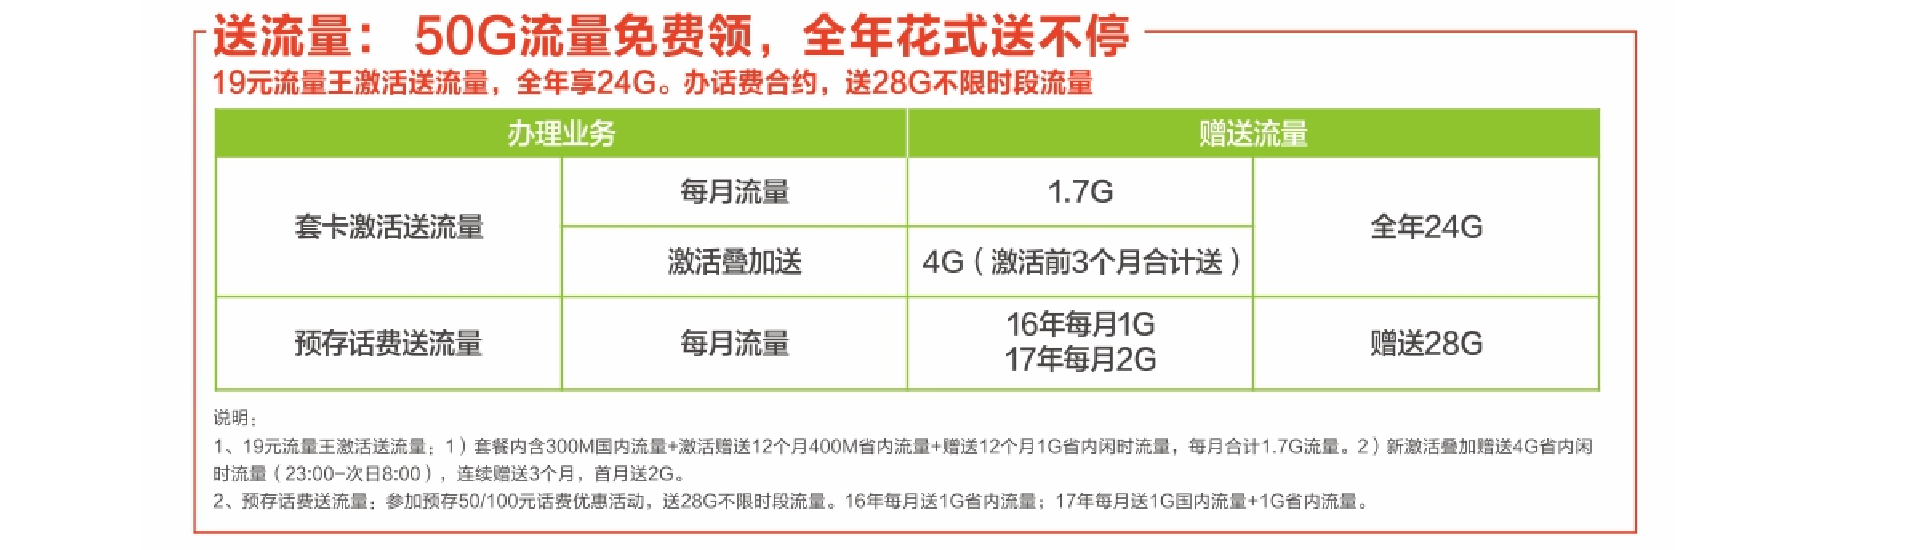 送流量： 50G流量免费领，全年花式送不停
19元流量王激活送流量，全年享24G。办话费合约，送28G不限时段流量
办理业务 赠送流量
套卡激活送流量 每月流量 1.7G 全年24G
激活叠加送 4G（激活前3个月合计送）
预存话费送流量 每月流量 16年每月1G
17年每月2G 赠送28G
说明：
1、19元流量王激活送流量：1）套餐内含300M国内流量+激活赠送12个月400M省内流量+赠送12个月1G省内闲时流量，每月合计1.7G流量。2）新激活叠加赠送4G省内闲
时流量（23:00-次日8:00），连续赠送3个月，首月送2G。
2、预存话费送流量：参加预存50/100元话费优惠活动，送28G不限时段流量。16年每月送1G省内流量；17年每月送1G国内流量+1G省内流量。